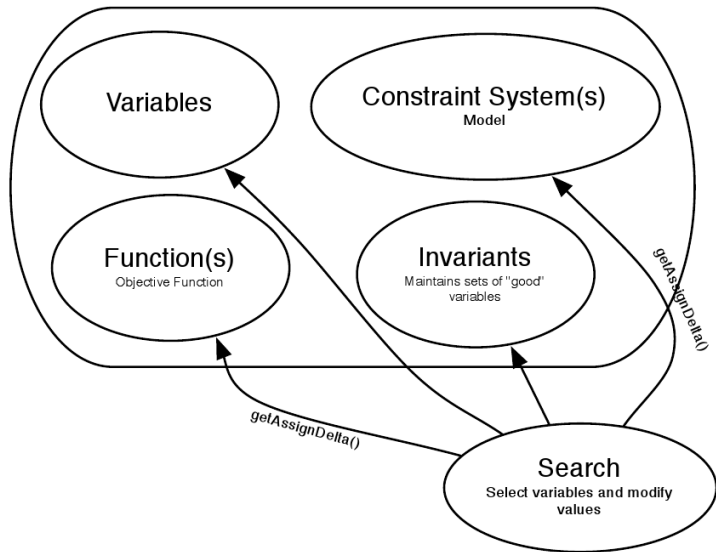 Variables
Constraint System(s)
Model
Function(s)
Objective Function
Invariants
Maintains sets of "good"
variables
getAssignDelta()
getAssignDelta()
Search
Select variables and modify
values